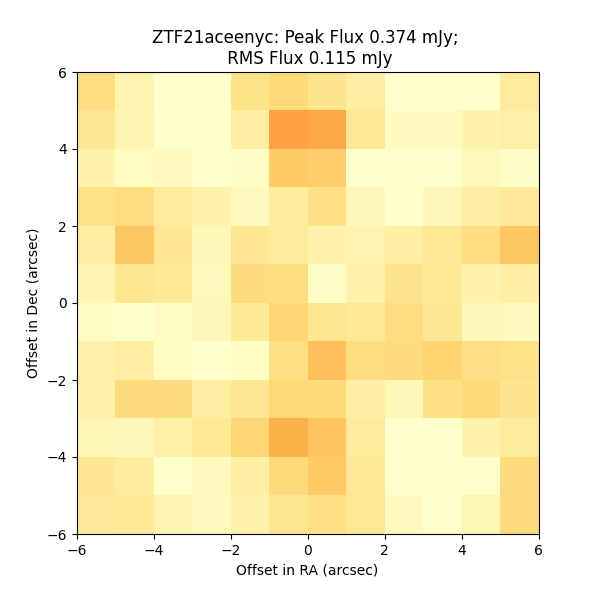 ZTF21aceenyc: Peak Flux 0.374 mJy;
RMS Flux 0.115 mJy
6
4
2
0
−2
−4
−6
Offset in Dec (arcsec)
−6 −4 −2 0 2 4 6
Offset in RA (arcsec)